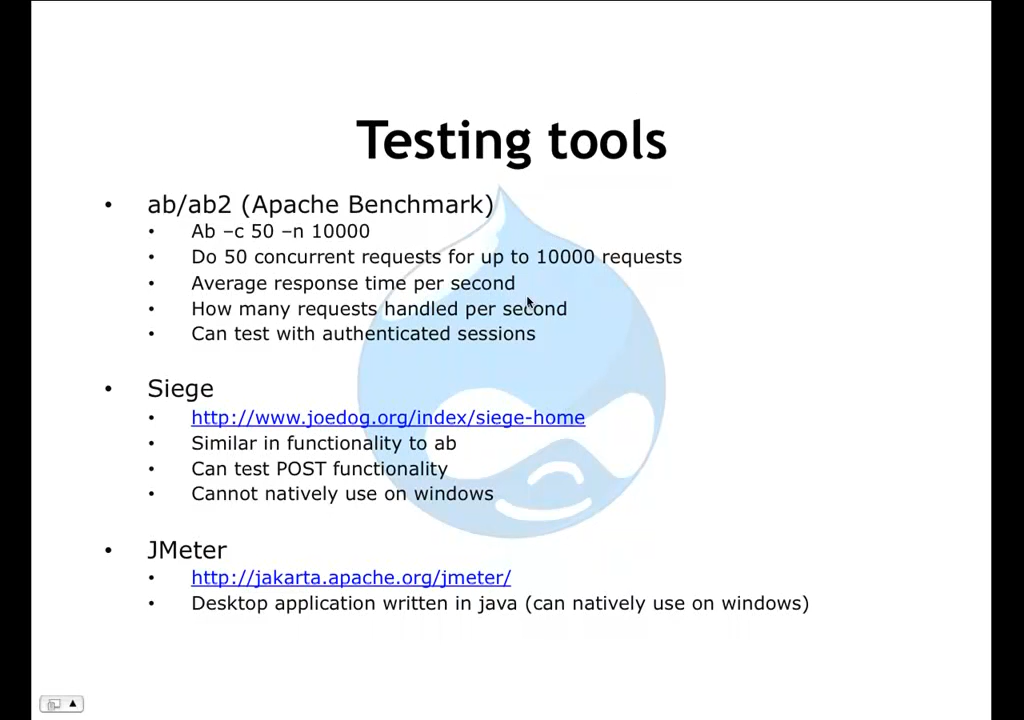 Testing tools
• ab/ab2 (Apache Benchmark)
• Ab –c 50 –n 10000
• Do 50 concurrent requests for up to 10000 requests
• Average response time per second
• How many requests handled per second
• Can test with authenticated sessions
• Siege
• http://www.joedog.org/index/siege-home
• Similar in functionality to ab
• Can test POST functionality
• Cannot natively use on windows
• JMeter
• http://jakarta.apache.org/jmeter/
• Desktop application written in java (can natively use on windows)